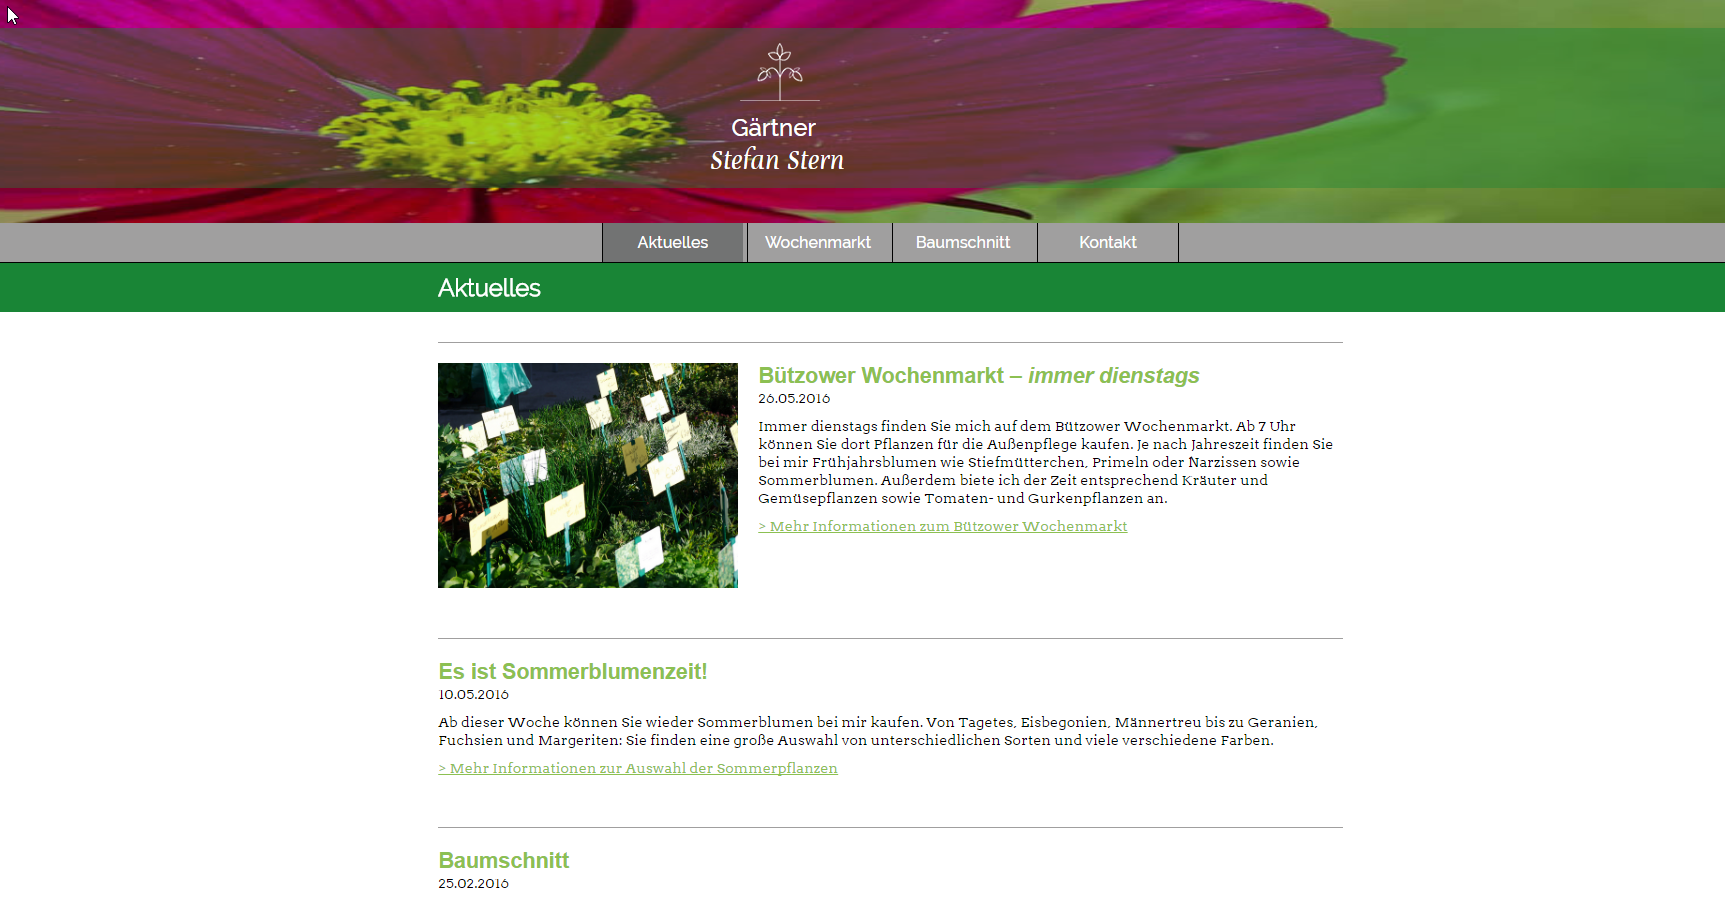 Gärtner
Stefan Stern
Aktuelles
Wochenmarkt
Baumschnitt
Kontakt
Aktuelles
Bützower Wochenmarkt – immer dienstags
26.05.2016
Immer dienstags finden Sie mich auf dem Bützower Wochenmarkt. Ab 7 Uhr
können Sie dort Pflanzen für die Außenpflege kaufen. Je nach Jahreszeit finden Sie
bei mir Frühjahrsblumen wie Stiefmütterchen, Primeln oder Narzissen sowie
Sommerblumen. Außerdem biete ich der Zeit entsprechend Kräuter und
Gemüsepflanzen sowie Tomaten- und Gurkenpflanzen an.
> Mehr Informationen zum Bützower Wochenmarkt
Es ist Sommerblumenzeit!
10.05.2016
Ab dieser Woche können Sie wieder Sommerblumen bei mir kaufen. Von Tagetes, Eisbegonien, Männertreu bis zu Geranien,
Fuchsien und Margeriten: Sie finden eine große Auswahl von unterschiedlichen Sorten und viele verschiedene Farben.
> Mehr Informationen zur Auswahl der Sommerpflanzen
Baumschnitt
25.02.2016